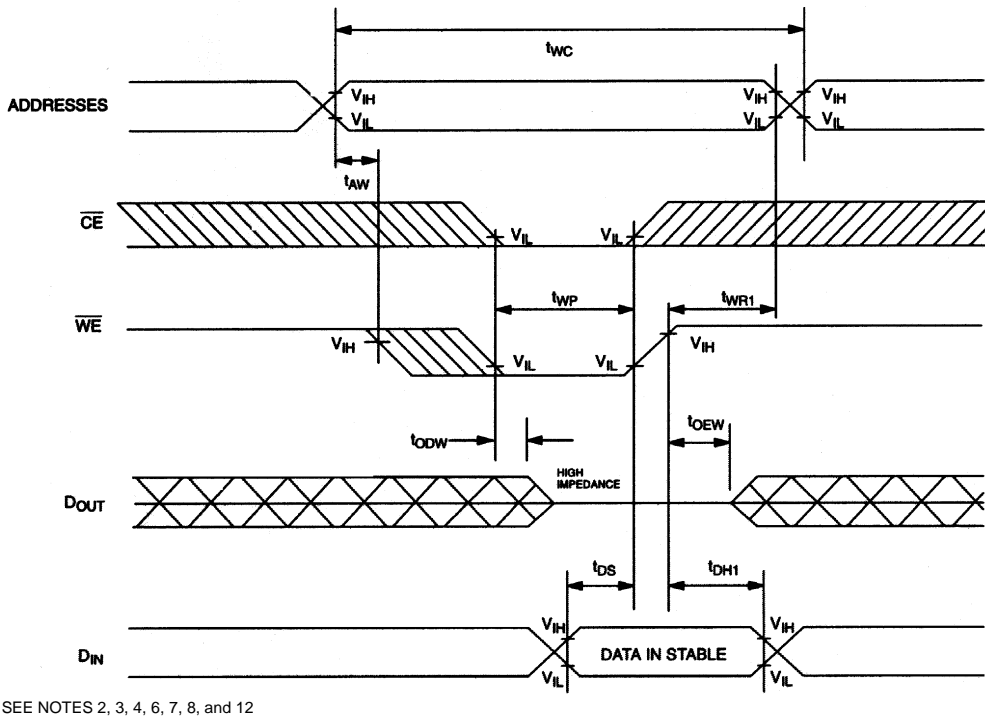 tWC
ADDRESSES
VIH VIH VIH
VIL VIL VIL
tAW
CE
VIL VIL
tWP tWR1
WE
VIH VIH
VIL VIL
tODW tOEW
HIGH
IMPEDANCE
DOUT
tDS tDH1
VIH VIH
DIN DATA IN STABLE
VIL VIL
SEE NOTES 2, 3, 4, 6, 7, 8, and 12